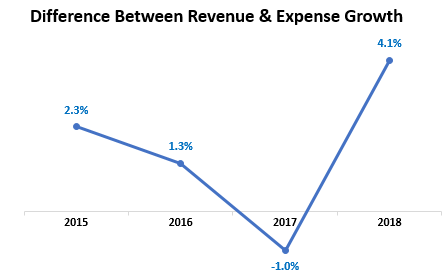 Difference Between Revenue & Expense Growth
4.1%
2.3%
1.3%
2015 2016 2017 2018
-1.0%